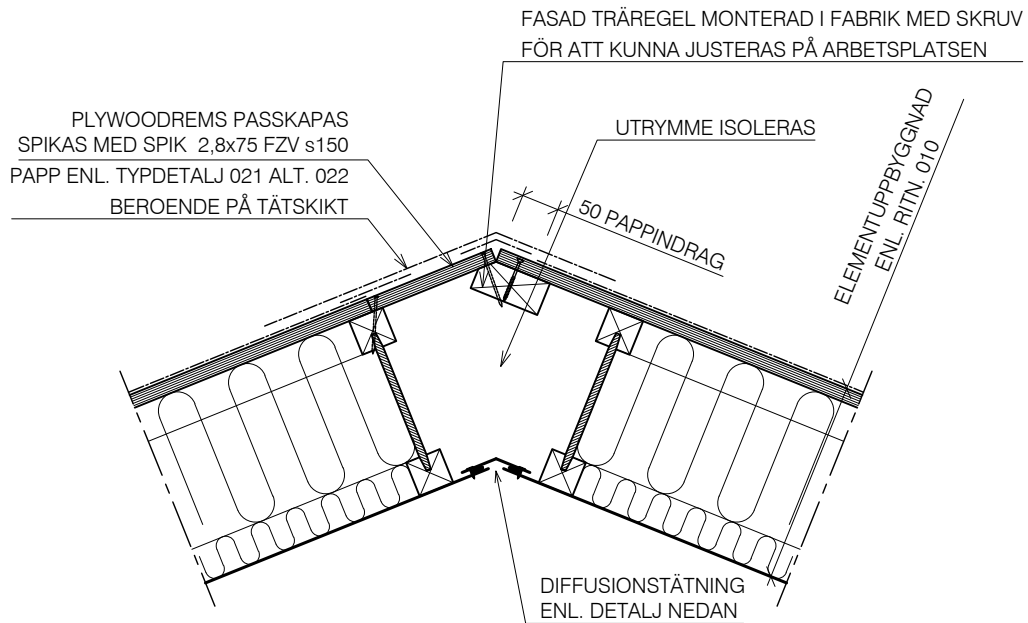 FASAD TRÄREGEL MONTERAD I FABRIK MED SKRUV
FÖR ATT KUNNA JUSTERAS PÅ ARBETSPLATSEN
PLYWOODREMS PASSKAPAS
SPIKAS MED SPIK 2,8x75 FZV s150
PAPP ENL. TYPDETALJ 021 ALT. 022
BEROENDE PÅ TÄTSKIKT
UTRYMME ISOLERAS
50 PAPPINDRAG
ELEMENTUPPBYGGNAD
ENL. RITN. 010
DIFFUSIONSTÄTNING
ENL. DETALJ NEDAN